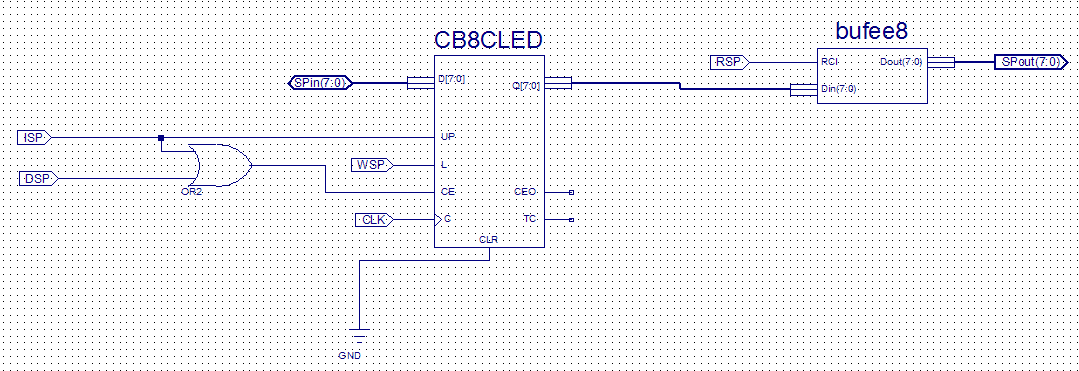 bufee8
CB8CLED
RSP
RCI
Dout(7:0)
SPout(7:0)
SPin(7:0)
D[7:0]
Q[7:0]
Din(7:0)
ISP
UP
WSP
L
DSP
OR2
CE
CEO
CLK
C
TC
CLR
GND